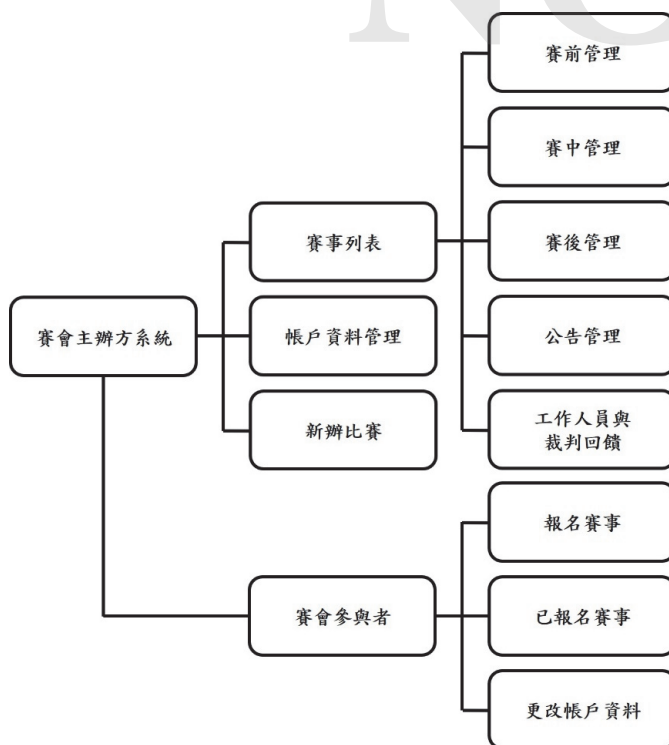 賽前管理
賽中管理
賽事列表
賽後管理
賽會主辦方系統
帳戶資料管理
公告管理
新辦比賽
工作人員與
裁判回饋
報名賽事
賽會參與者
已報名賽事
更改帳戶資料